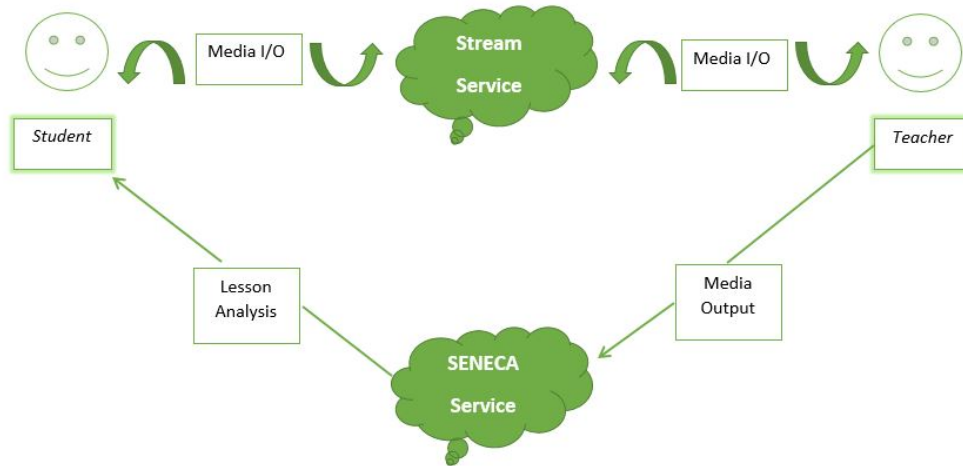 Media I/O
Stream
Service
Media I/O
Student
Teacher
Lesson
Analysis
Media
Output
SENECA
Service